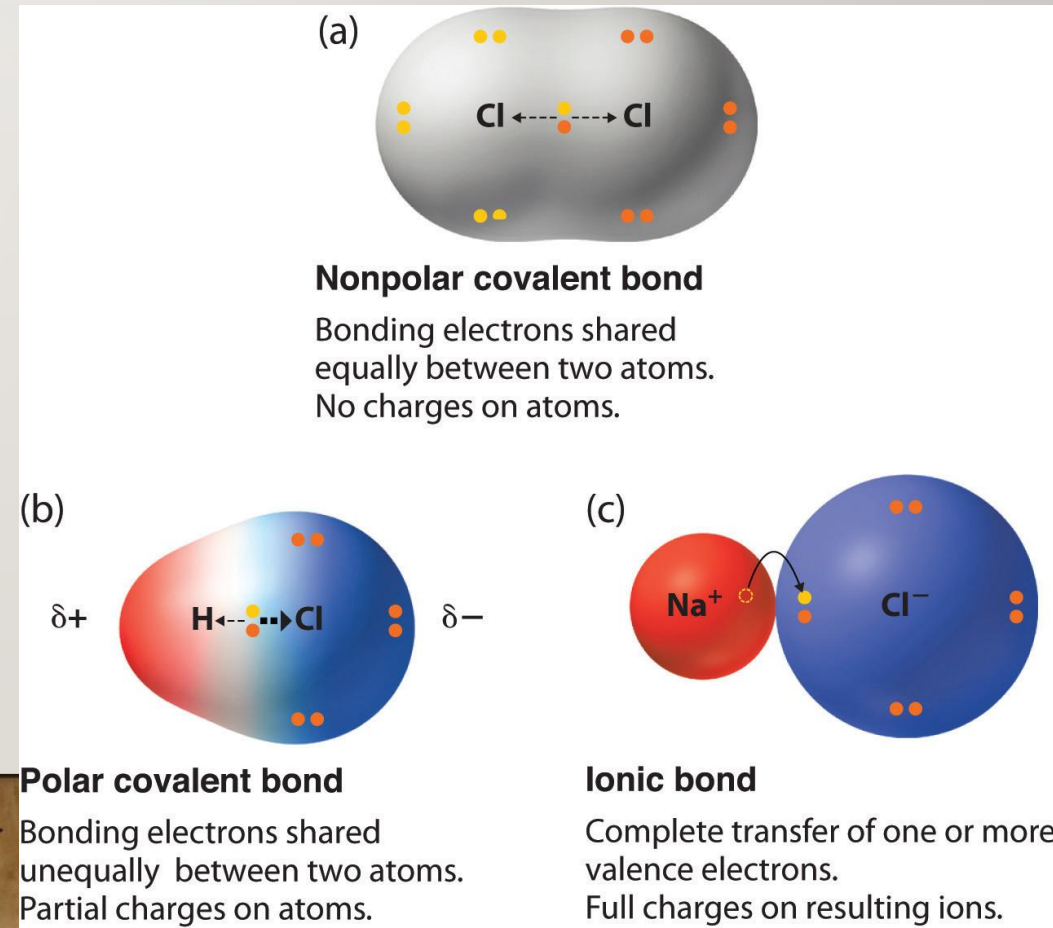 (a)
Cl Cl
Nonpolar covalent bond
Bonding electrons shared
equally between two atoms.
No charges on atoms.
(b)
δ+ H Cl δ−
Polar covalent bond
Bonding electrons shared
unequally between two atoms.
Partial charges on atoms.
(c)
Na⁺ Cl⁻
Ionic bond
Complete transfer of one or more
valence electrons.
Full charges on resulting ions.